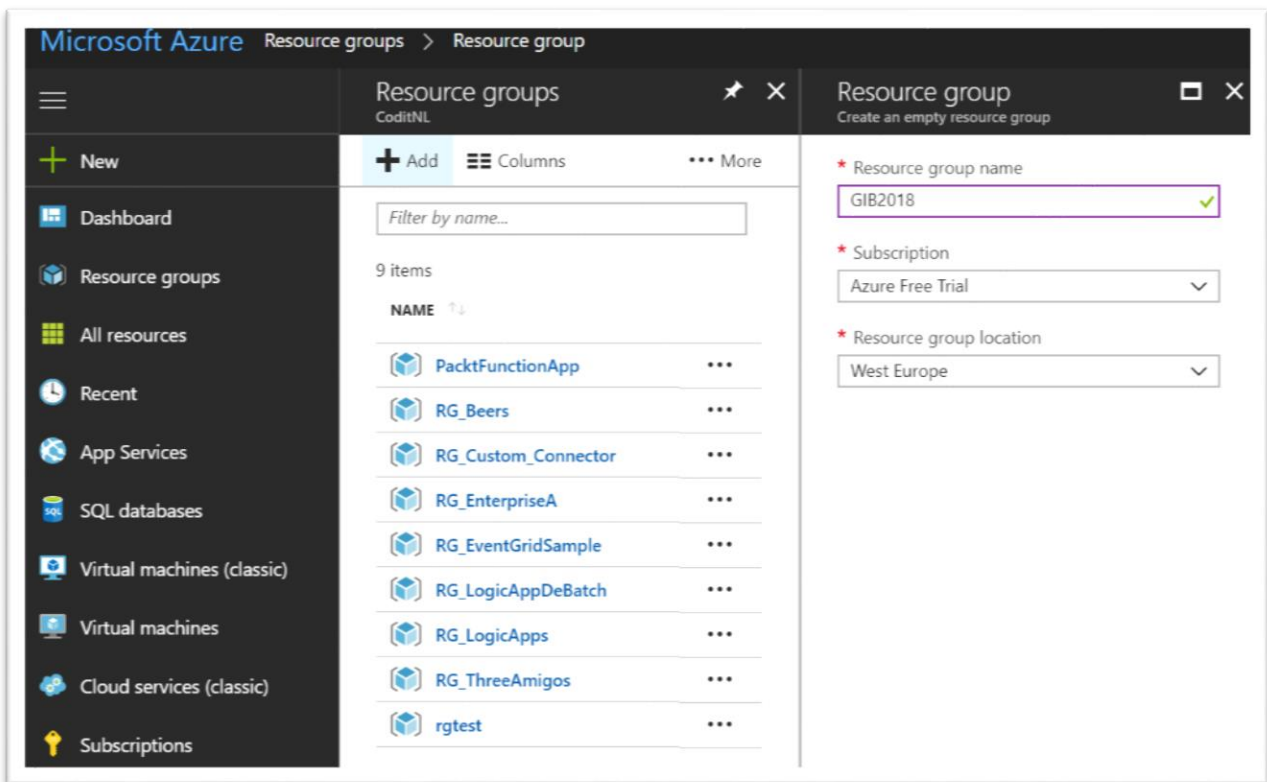 Microsoft Azure Resource groups > Resource group
New
Dashboard
Resource groups
All resources
Recent
App Services
SQL databases
Virtual machines (classic)
Virtual machines
Cloud services (classic)
Subscriptions
Resource groups
CoditNL
Add Columns ••• More
Filter by name...
9 items
NAME
PacktFunctionApp
RG_Beers
RG_Custom_Connector
RG_EnterpriseA
RG_EventGridSample
RG_LogicAppDeBatch
RG_LogicApps
RG_ThreeAmigos
rgtest
Resource group
Create an empty resource group
* Resource group name
GIB2018
* Subscription
Azure Free Trial
* Resource group location
West Europe